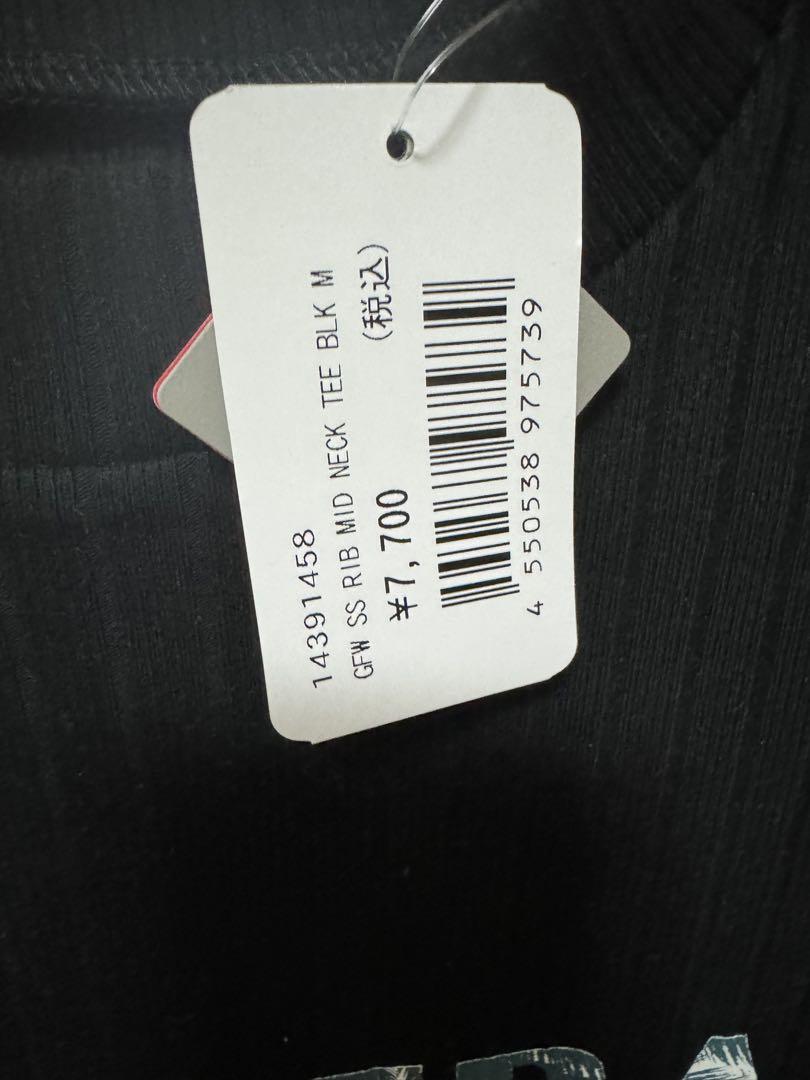 14391458
GFW SS RIB MID NECK TEE BLK M
¥7,700 (税込)
4 550538 975739